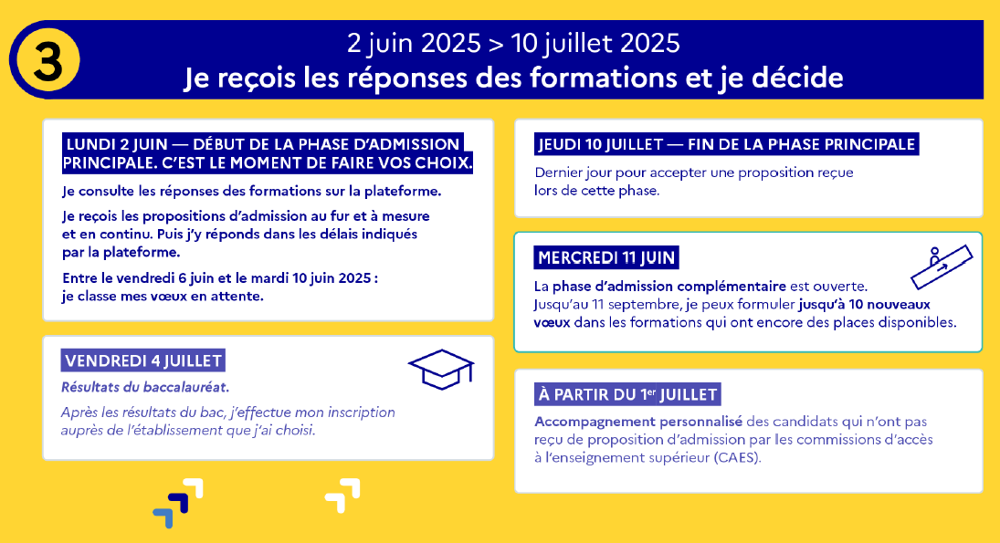 3
2 juin 2025 > 10 juillet 2025
Je reçois les réponses des formations et je décide
LUNDI 2 JUIN — DÉBUT DE LA PHASE D'ADMISSION
PRINCIPALE. C'EST LE MOMENT DE FAIRE VOS CHOIX.
Je consulte les réponses des formations sur la plateforme.
Je reçois les propositions d'admission au fur et à mesure
et en continu. Puis j'y réponds dans les délais indiqués
par la plateforme.
Entre le vendredi 6 juin et le mardi 10 juin 2025 :
je classe mes vœux en attente.
VENDREDI 4 JUILLET
Résultats du baccalauréat.
Après les résultats du bac, j'effectue mon inscription
auprès de l'établissement que j'ai choisi.
JEUDI 10 JUILLET — FIN DE LA PHASE PRINCIPALE
Dernier jour pour accepter une proposition reçue
lors de cette phase.
MERCREDI 11 JUIN
La phase d'admission complémentaire est ouverte.
Jusqu'au 11 septembre, je peux formuler jusqu'à 10 nouveaux
vœux dans les formations qui ont encore des places disponibles.
À PARTIR DU 1er JUILLET
Accompagnement personnalisé des candidats qui n'ont pas
reçu de proposition d'admission par les commissions d'accès
à l'enseignement supérieur (CAES).